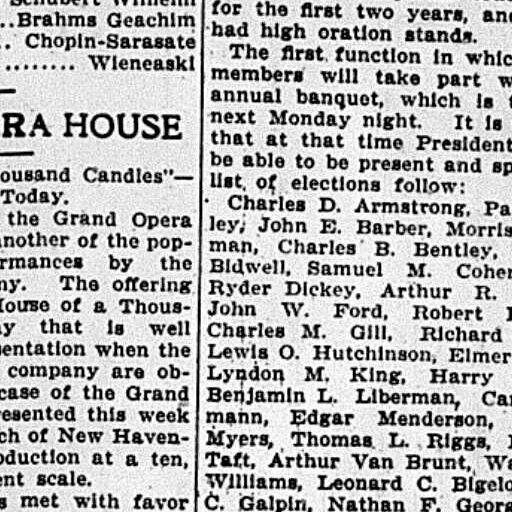 Schubert Wilhelm
..Brahms Geachim
.. Chopin-Sarasate
........ Wieneaski
RA HOUSE
ousand Candles"—
Today.
the Grand Opera
nother of the pop-
rmances by the
ny. The offering
House of a Thous-
y that is well
entation when the
company are ob-
case of the Grand
resented this week
ch of New Haven-
oduction at a ten,
ent scale.
s met with favor
for the first two years, and
had high oration stands.
The first function in whic
members will take part w
annual banquet, which is t
next Monday night. It is
that at that time President
be able to be present and sp
list of elections follow:
Charles D. Armstrong, Pa
ley, John E. Barber, Morris
man, Charles B. Bentley,
Bidwell, Samuel M. Cohen
Ryder Dickey, Arthur R.
John W. Ford, Robert
Charles M. Gill, Richard
Lewis O. Hutchinson, Elmer
Lyndon M. King, Harry
Benjamin L. Liberman, Car
mann, Edgar Menderson,
Myers, Thomas L. Riggs,
Taft, Arthur Van Brunt, Wa
Williams, Leonard C. Bigelo
C. Galpin, Nathan F. Georg